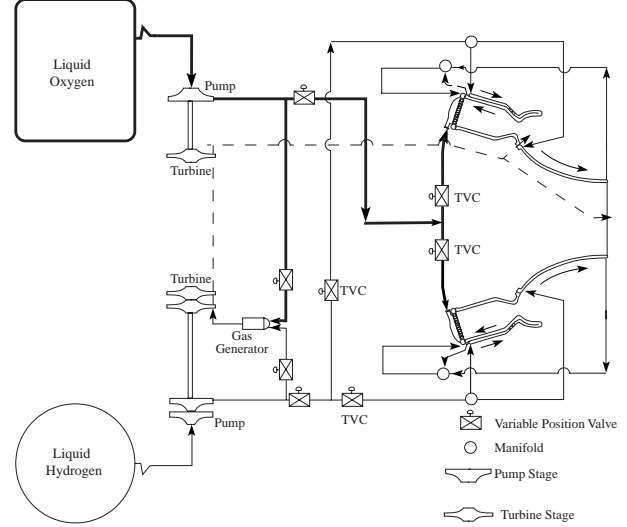 Liquid
Oxygen
Pump
Turbine
TVC
TVC
Turbine
TVC
Gas
Generator
Pump
TVC
Liquid
Hydrogen
Variable Position Valve
Manifold
Pump Stage
Turbine Stage